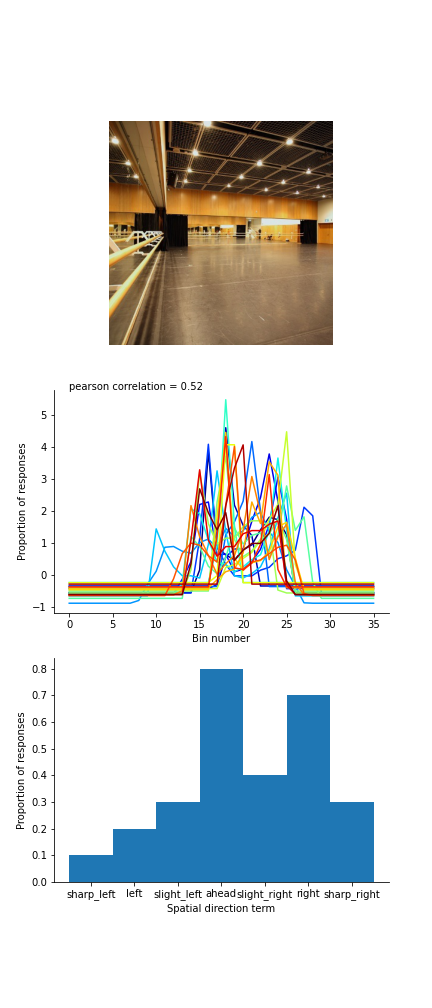 pearson correlation = 0.52
Proportion of responses
5
4
3
2
1
0
−1
0 5 10 15 20 25 30 35
Bin number
Proportion of responses
0.8
0.7
0.6
0.5
0.4
0.3
0.2
0.1
0.0
sharp_left left slight_left ahead slight_right right sharp_right
Spatial direction term